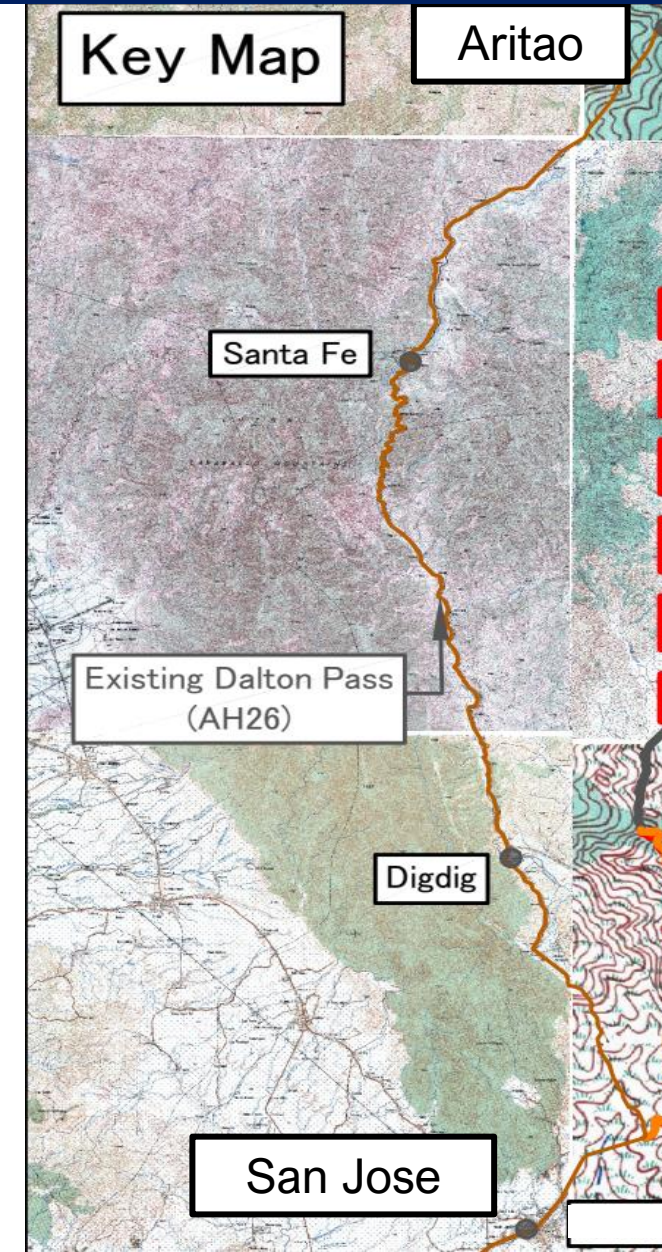 Key Map
Aritao
Santa Fe
Existing Dalton Pass
(AH26)
Digdig
San Jose